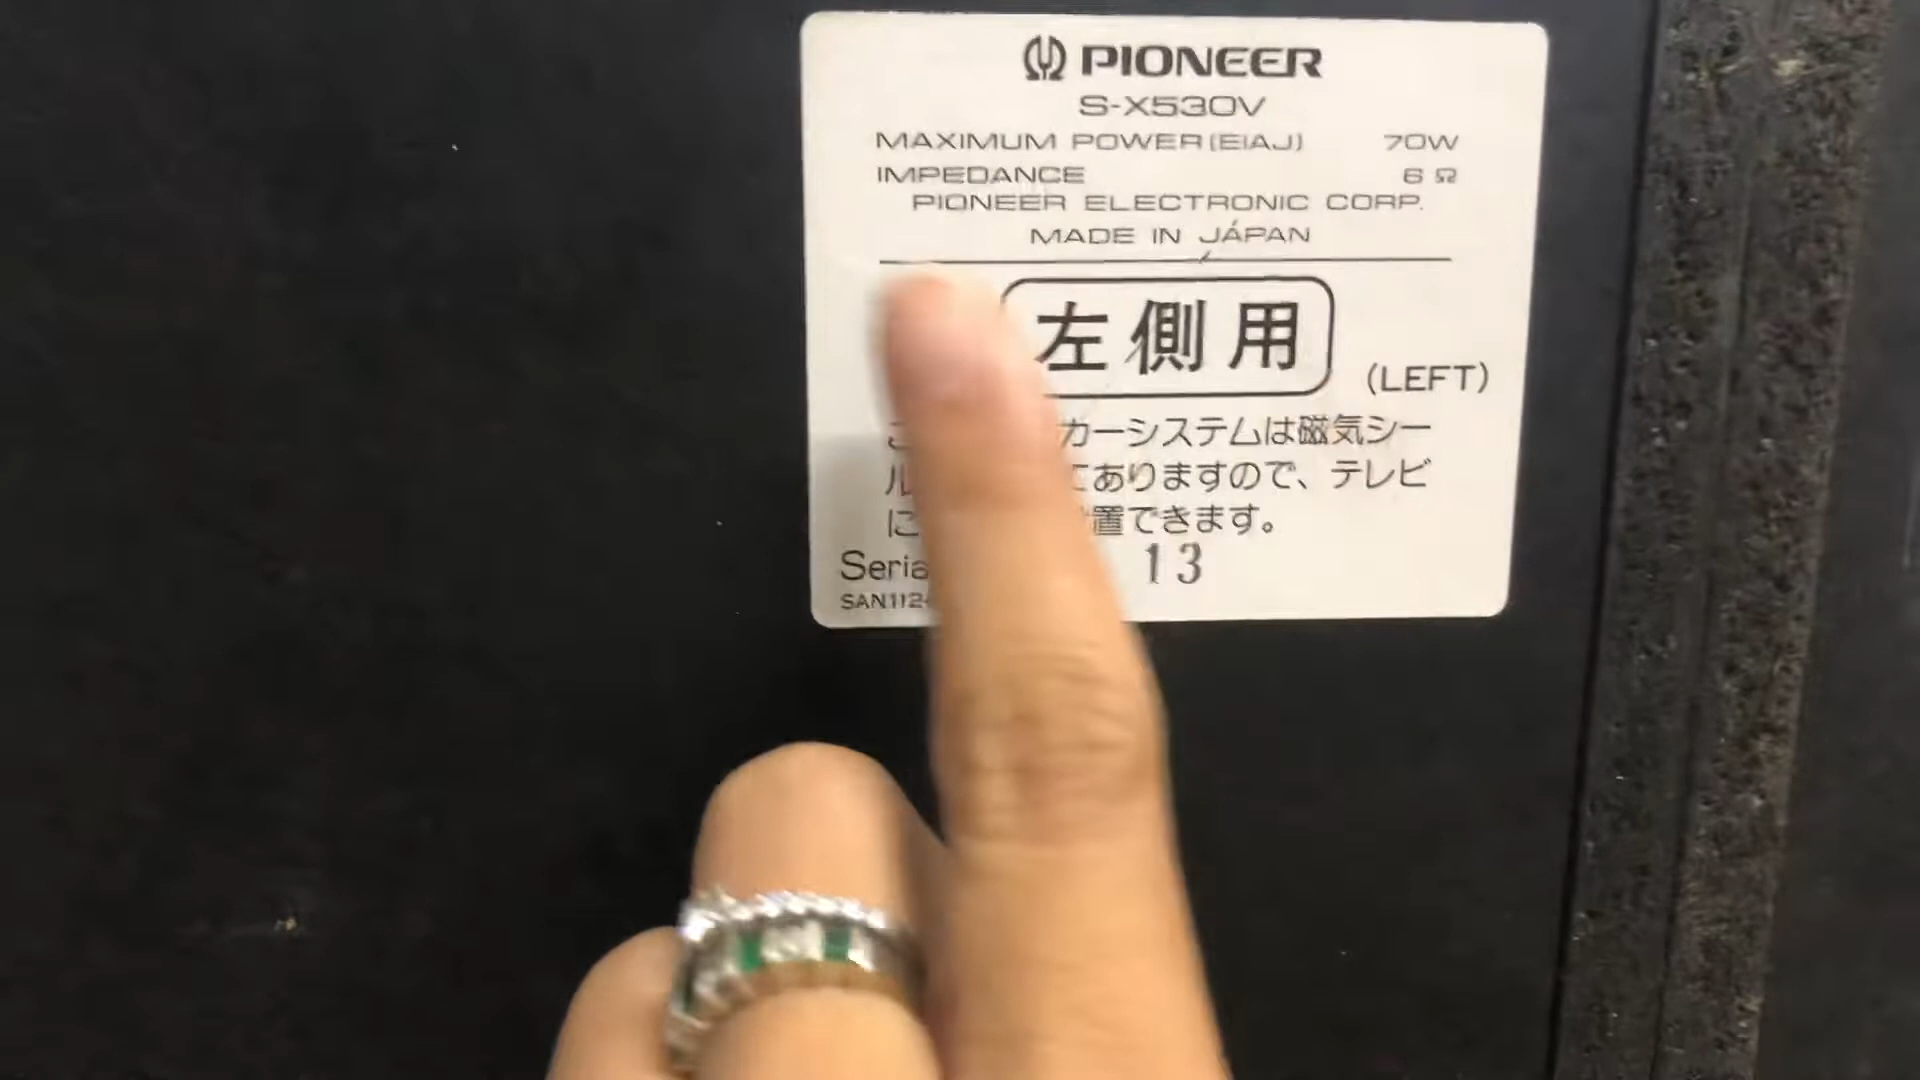 PIONEER
S-X530V
MAXIMUM POWER (EIAJ) 70W
IMPEDANCE 6 Ω
PIONEER ELECTRONIC CORP.
MADE IN JAPAN
左側用
(LEFT)
カーシステムは磁気シー
にありますので、テレビ
置できます。
13